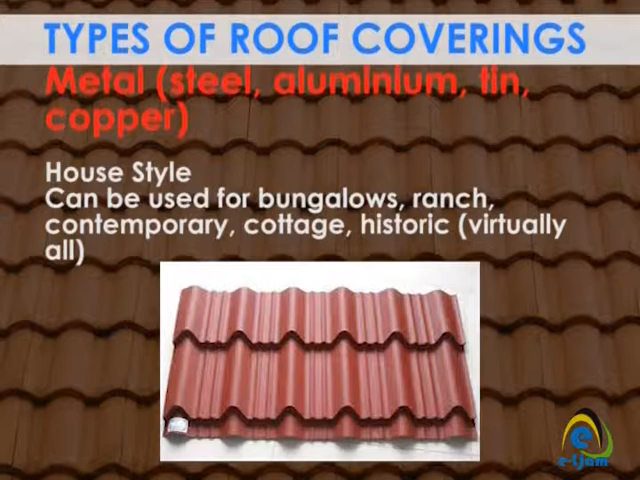 TYPES OF ROOF COVERINGS
Metal (steel, aluminium, tin,
copper)
House Style
Can be used for bungalows, ranch,
contemporary, cottage, historic (virtually
all)
e
e-tjam